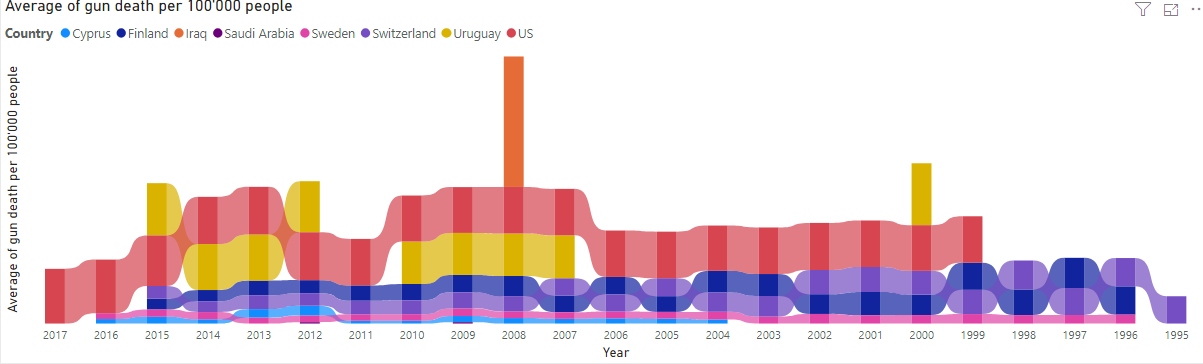 Average of gun death per 100'000 people
Country Cyprus Finland Iraq Saudi Arabia Sweden Switzerland Uruguay US
Average of gun death per 100'000 people
2017 2016 2015 2014 2013 2012 2011 2010 2009 2008 2007 2006 2005 2004 2003 2002 2001 2000 1999 1998 1997 1996 1995
Year